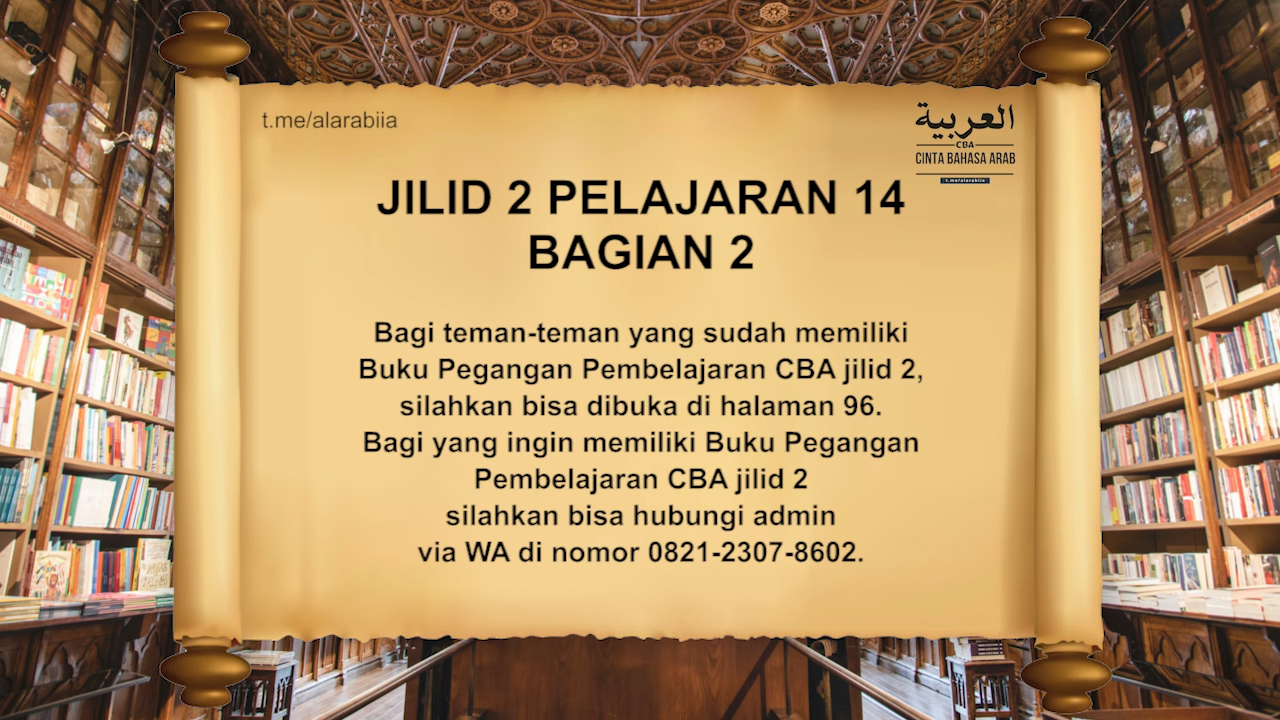 t.me/alarabiia
العربية
CBA
CINTA BAHASA ARAB
t.me/alarabiia
JILID 2 PELAJARAN 14
BAGIAN 2
Bagi teman-teman yang sudah memiliki
Buku Pegangan Pembelajaran CBA jilid 2,
silahkan bisa dibuka di halaman 96.
Bagi yang ingin memiliki Buku Pegangan
Pembelajaran CBA jilid 2
silahkan bisa hubungi admin
via WA di nomor 0821-2307-8602.